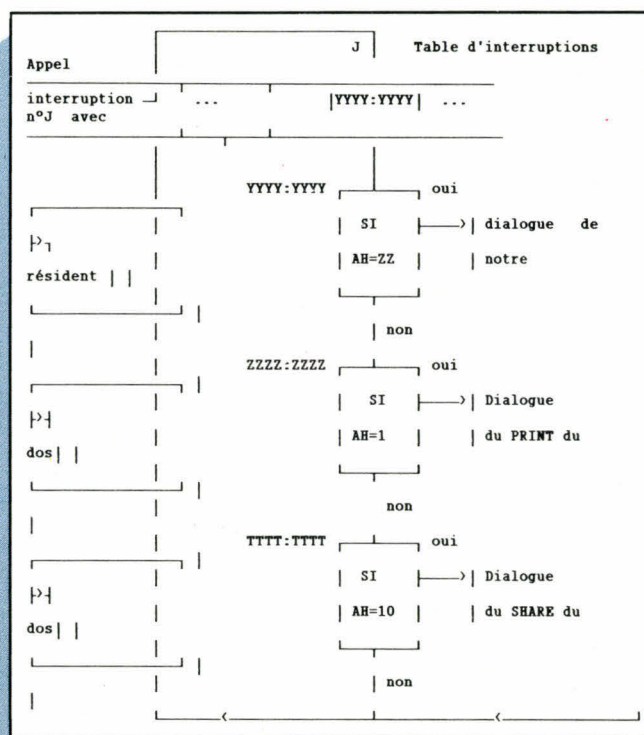 J Table d'interruptions
Appel
interruption ... |YYYY:YYYY| ...
nºJ avec
YYYY:YYYY oui
SI dialogue de
AH=ZZ notre
résident
non
ZZZZ:ZZZZ oui
SI Dialogue
AH=1 du PRINT du
dos
non
TTTT:TTTT oui
SI Dialogue
AH=10 du SHARE du
dos
non